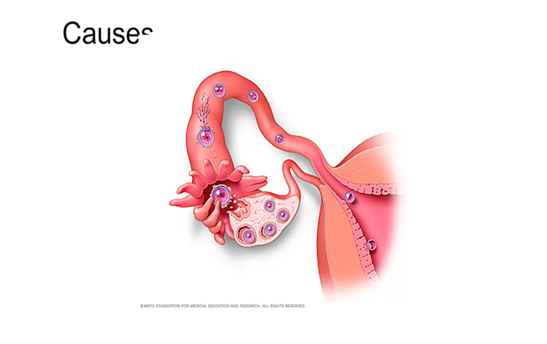 Causes
© MAYO FOUNDATION FOR MEDICAL EDUCATION AND RESEARCH. ALL RIGHTS RESERVED.